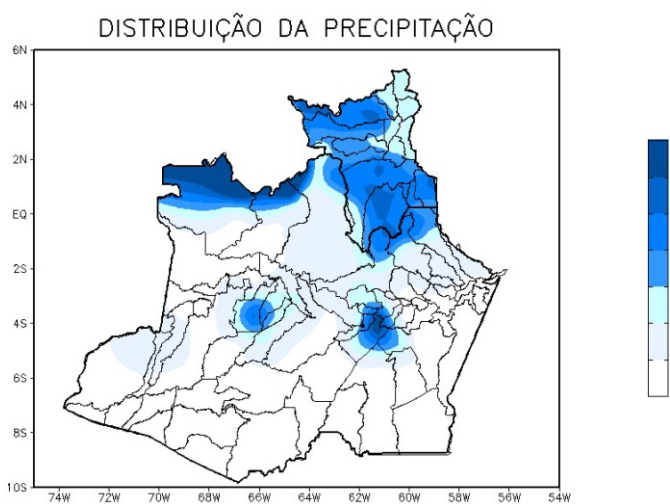 DISTRIBUIÇÃO DA PRECIPITAÇÃO
6N
4N
2N
EQ
2S
4S
6S
8S
10S
74W 72W 70W 68W 66W 64W 62W 60W 58W 56W 54W